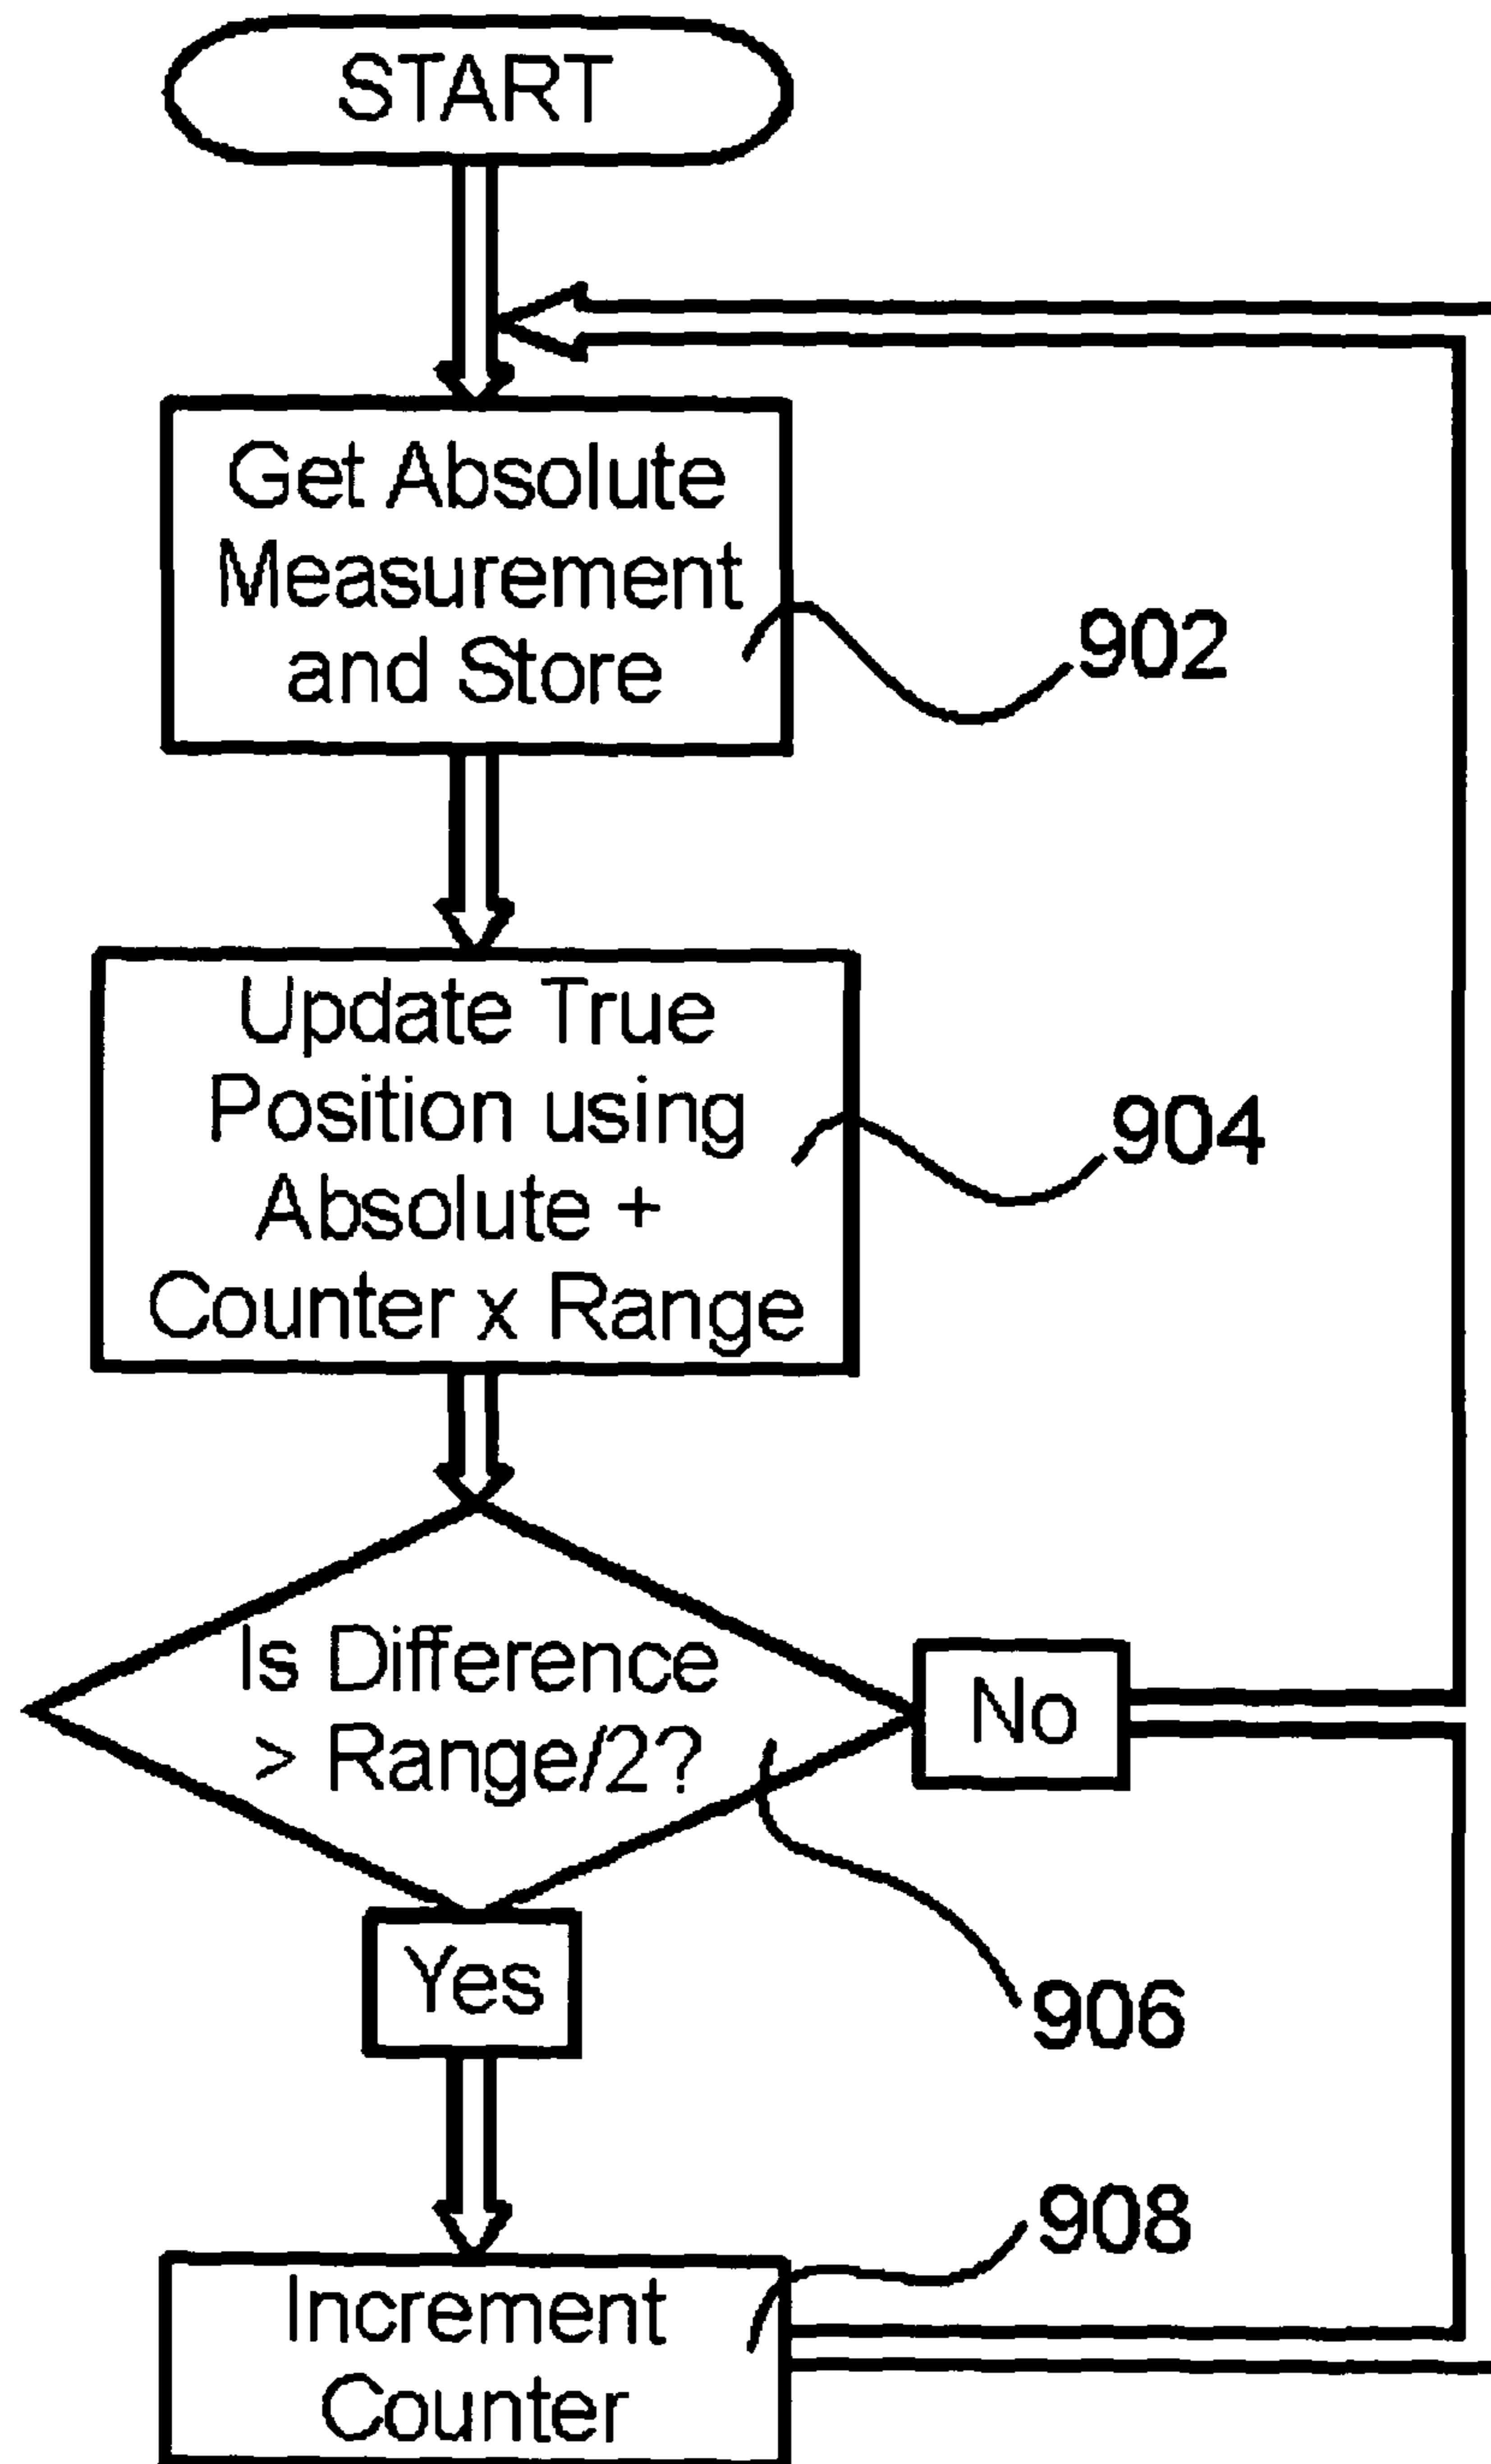 START
Get Absolute
Measurement
and Store
902
Update True
Position using
Absolute +
Counter x Range
904
Is Difference
> Range/2?
No
906
Yes
908
Increment
Counter